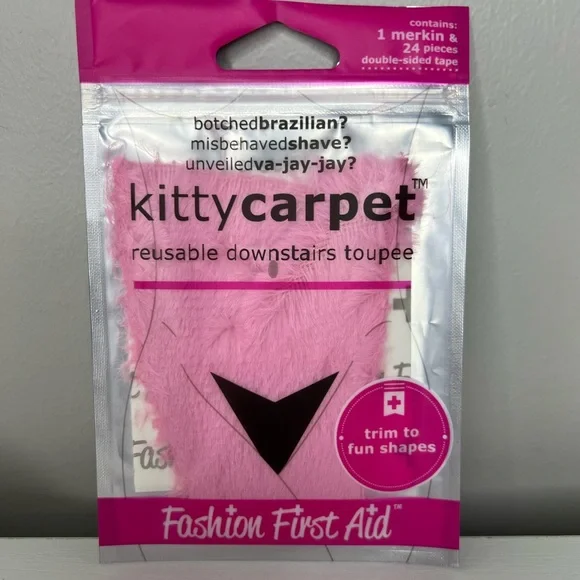 contains:
1 merkin &
24 pieces
double-sided tape
botchedbrazilian?
misbehavedshave?
unveiledva-jay-jay?
kittycarpet™
reusable downstairs toupee
trim to
fun shapes
Fas
Fashion First Aid™